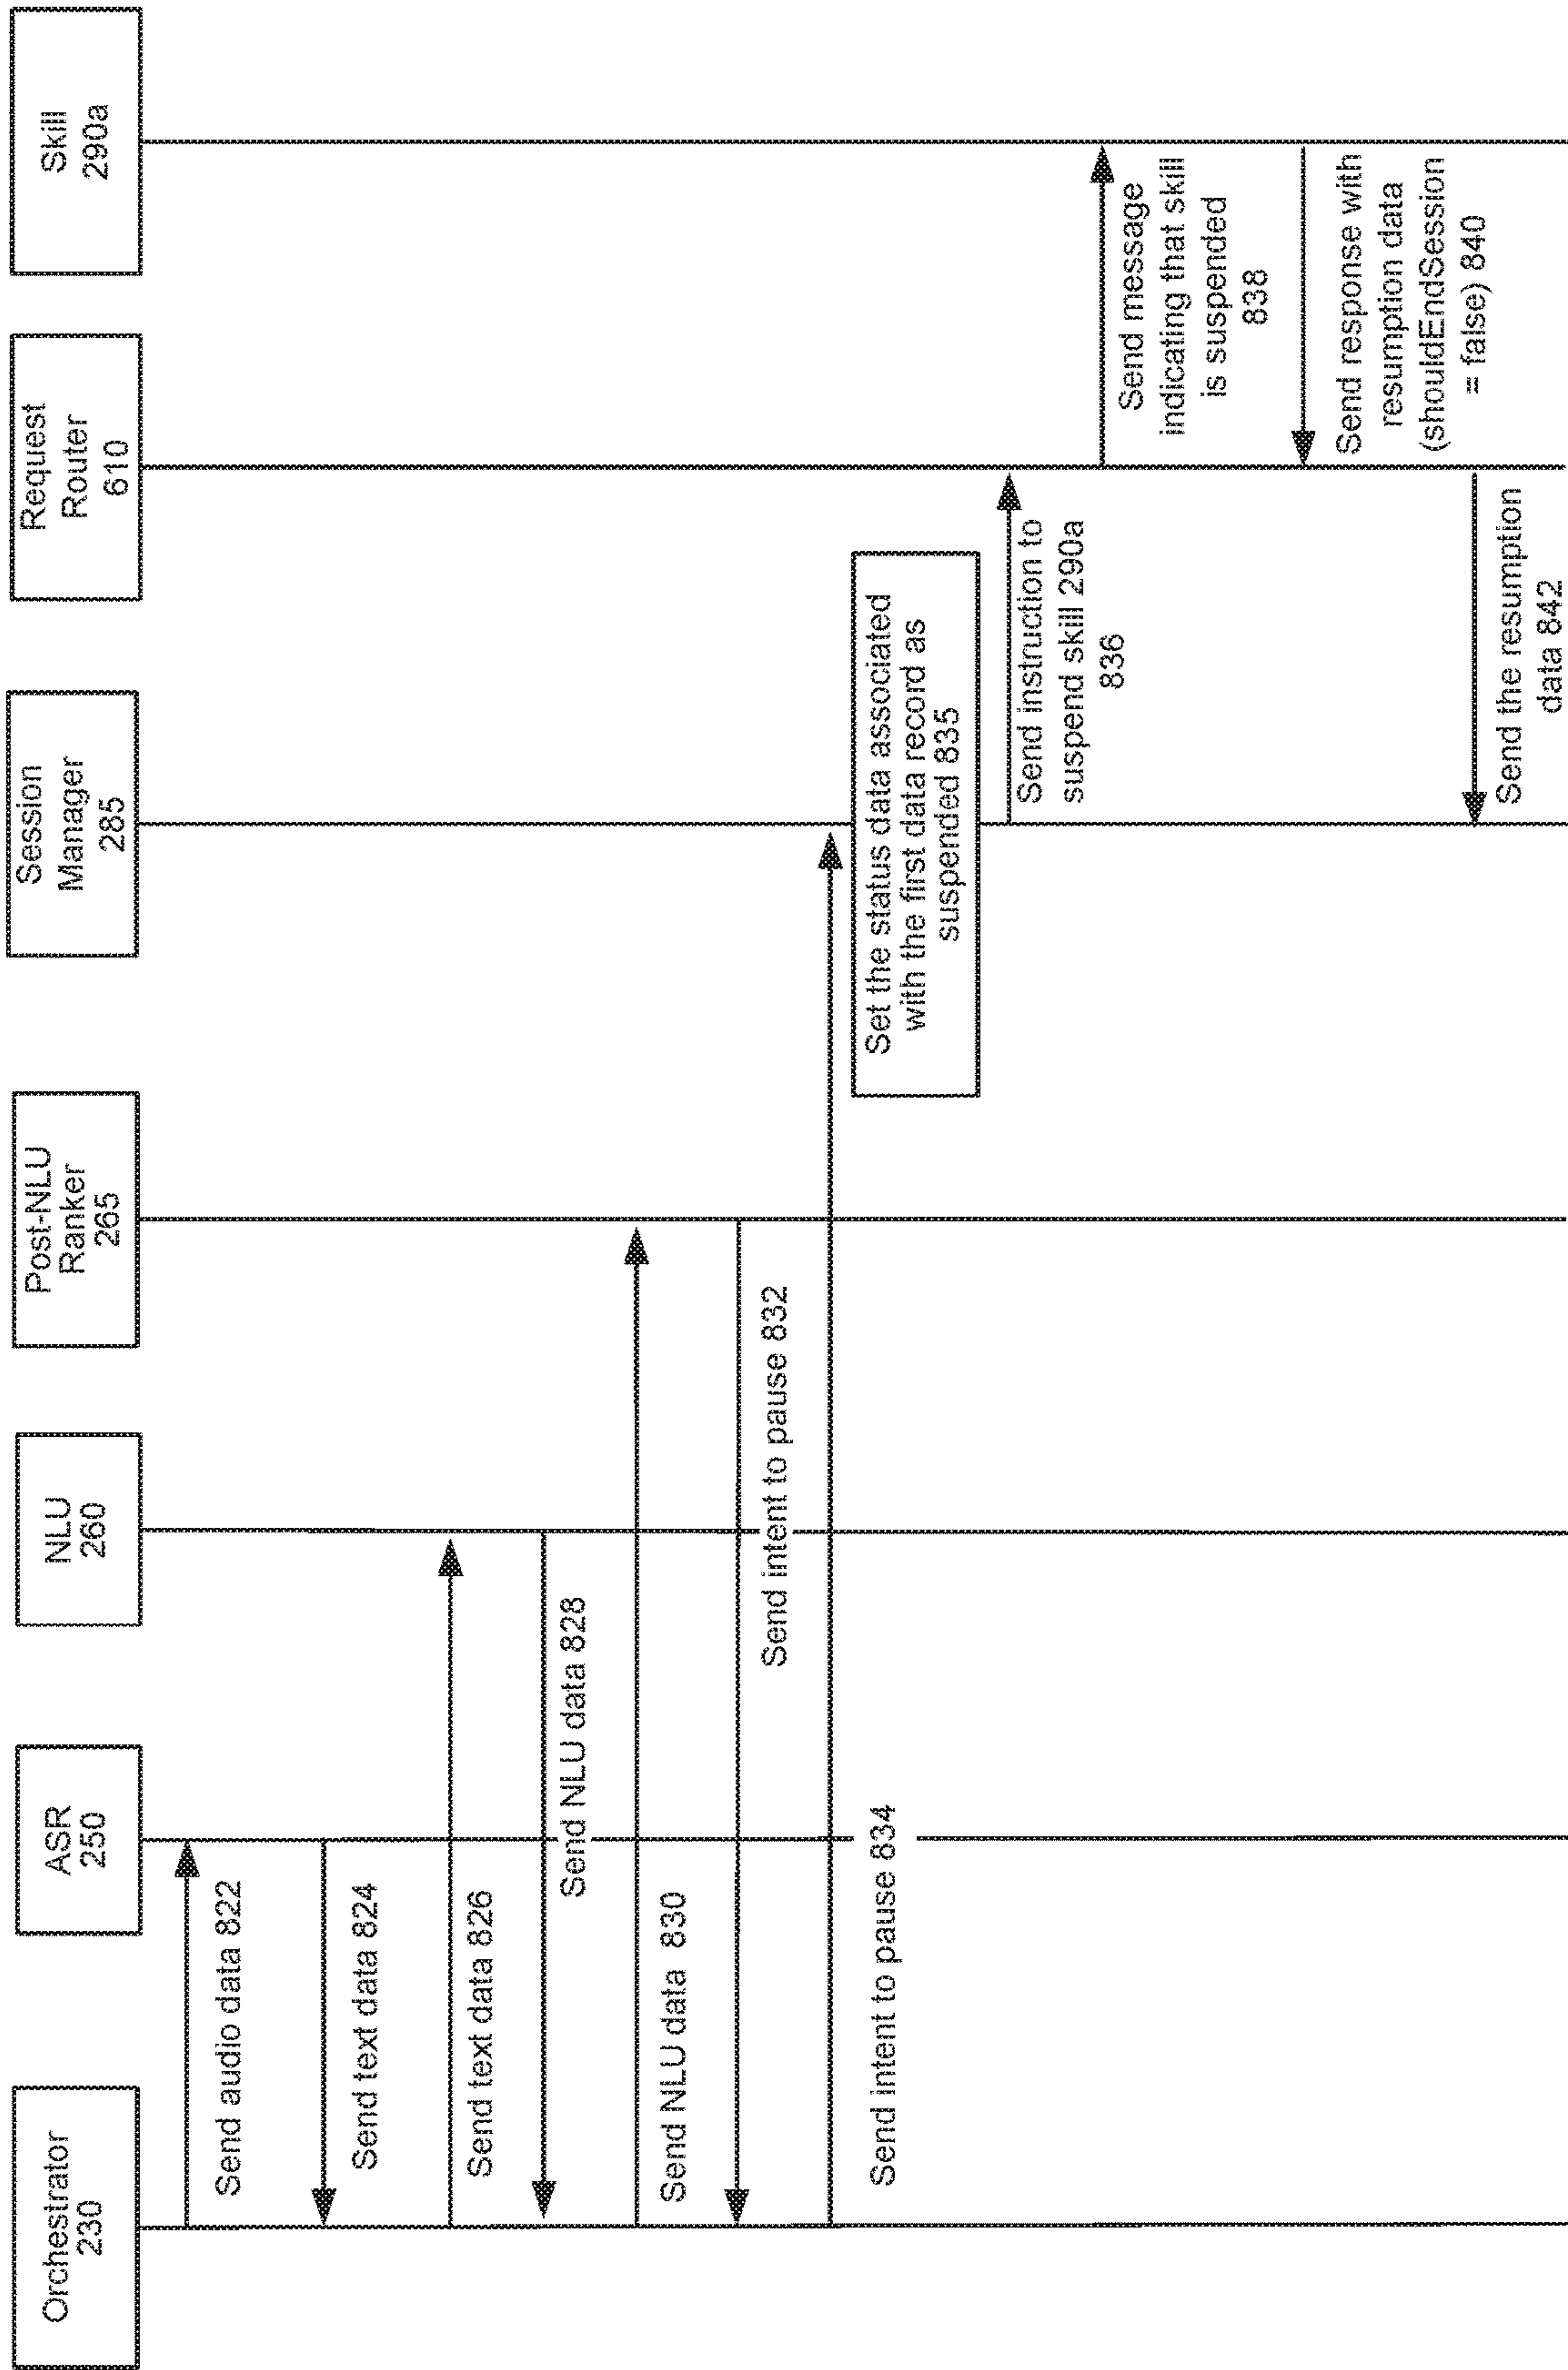 Orchestrator
230
ASR
250
NLU
260
Post-NLU
Ranker
265
Session
Manager
285
Request
Router
610
Skill
290a
Send audio data 822
Send text data 824
Send text data 826
Send NLU data 828
Send NLU data 830
Send intent to pause 832
Send intent to pause 834
Set the status data associated
with the first data record as
suspended 835
Send instruction to
suspend skill 290a
836
Send message
indicating that skill
is suspended
838
Send response with
resumption data
(shouldEndSession
= false) 840
Send the resumption
data 842